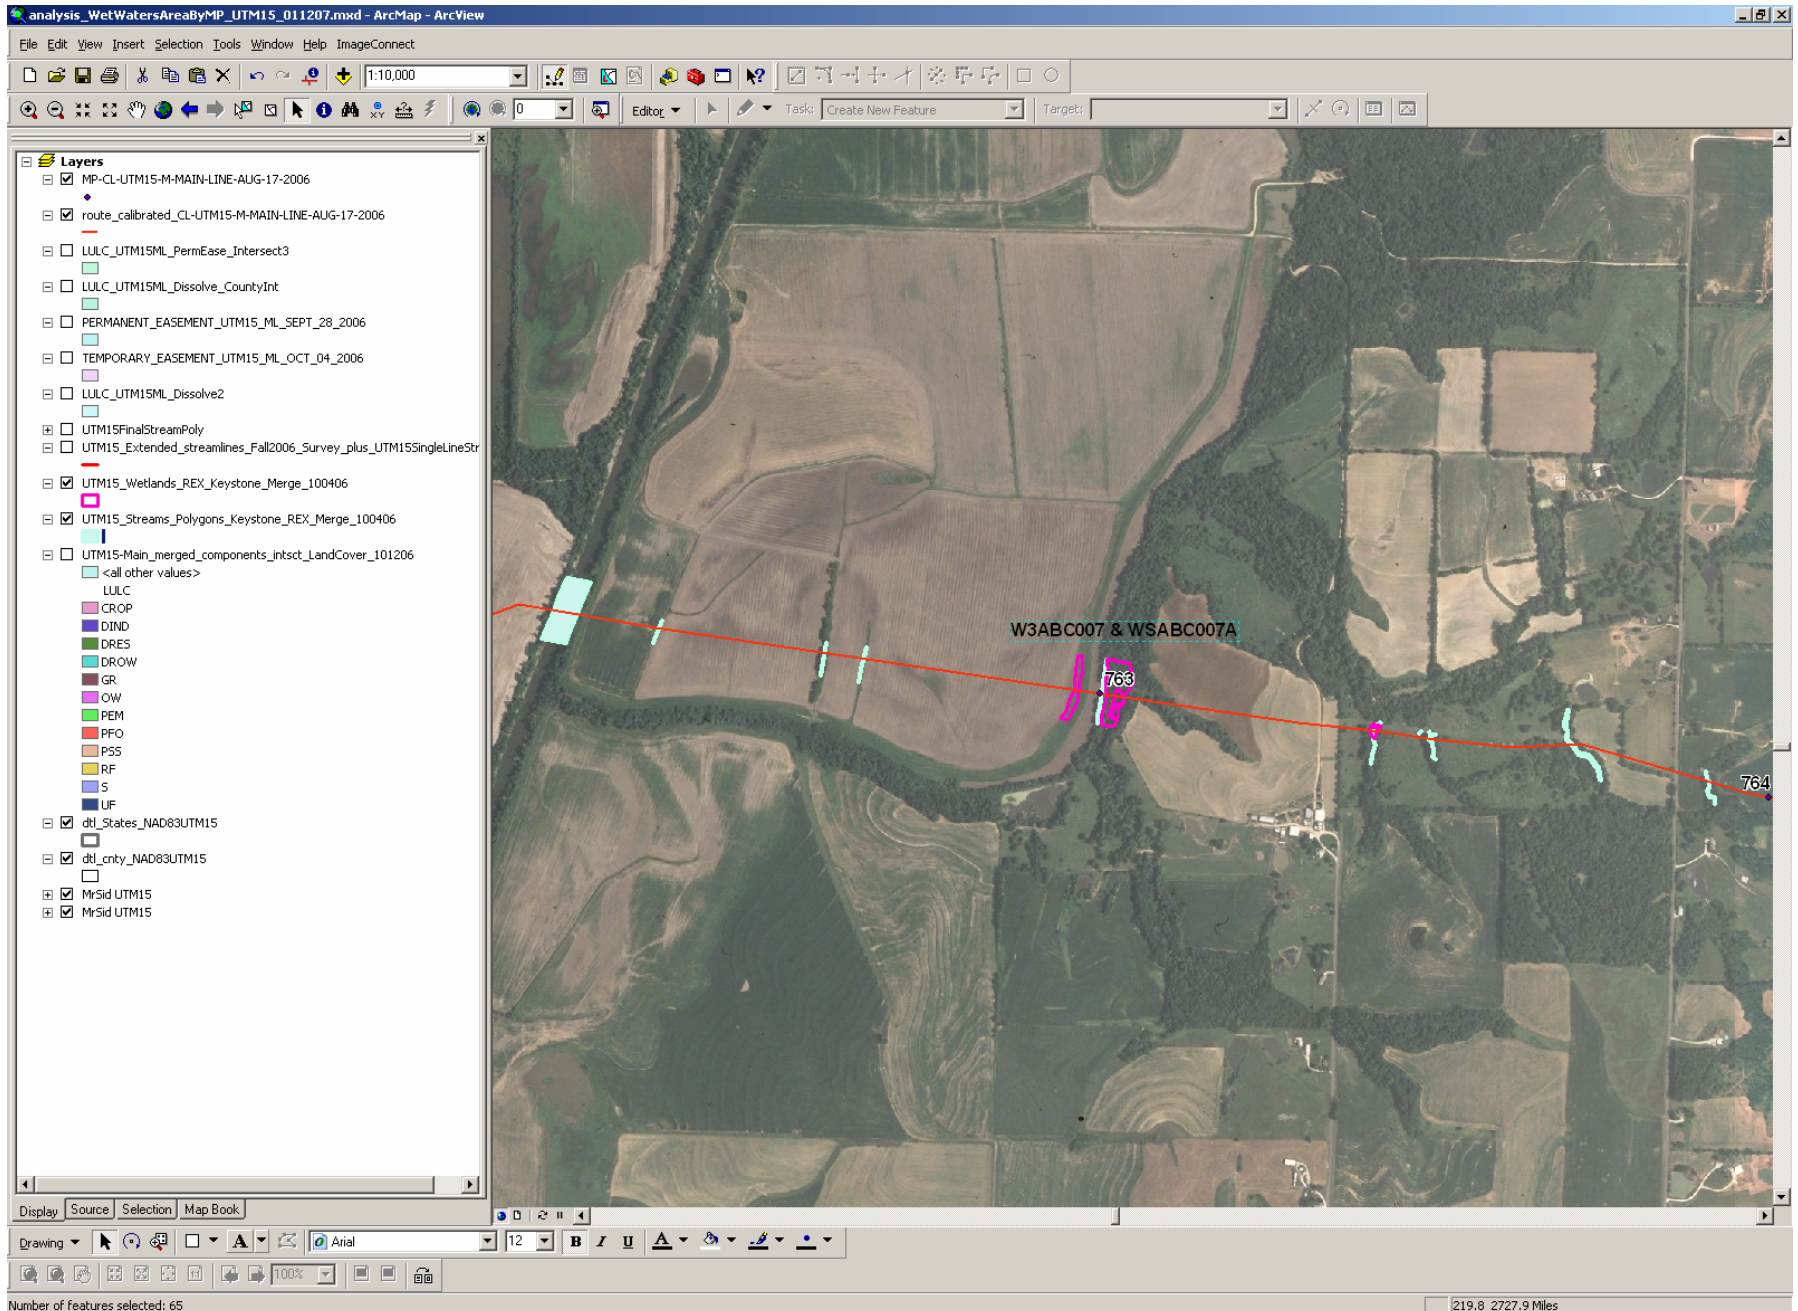 analysis_WetWatersAreaByMP_UTM15_011207.mxd - ArcMap - ArcView
File Edit View Insert Selection Tools Window Help ImageConnect
1:10,000
0 Editor Task: Create New Feature Target:
Layers
MP-CL-UTM15-M-MAIN-LINE-AUG-17-2006
route_calibrated_CL-UTM15-M-MAIN-LINE-AUG-17-2006
LULC_UTM15ML_PermEase_Intersect3
LULC_UTM15ML_Dissolve_CountyInt
PERMANENT_EASEMENT_UTM15_ML_SEPT_28_2006
TEMPORARY_EASEMENT_UTM15_ML_OCT_04_2006
LULC_UTM15ML_Dissolve2
UTM15FinalStreamPoly
UTM15_Extended_streamlines_Fall2006_Survey_plus_UTM15SingleLineStr
UTM15_Wetlands_REX_Keystone_Merge_100406
UTM15_Streams_Polygons_Keystone_REX_Merge_100406
UTM15-Main_merged_components_intsct_LandCover_101206
<all other values>
LULC
CROP
DIND
DRES
DROW
GR
OW
PEM
PFO
PSS
RF
S
UF
dtl_States_NAD83UTM15
dtl_cnty_NAD83UTM15
MrSid UTM15
MrSid UTM15
W3ABC007 & WSABC007A
763
764
Display Source Selection Map Book
Drawing A Arial 12 B I U A
100%
Number of features selected: 65
219.8 2727.9 Miles